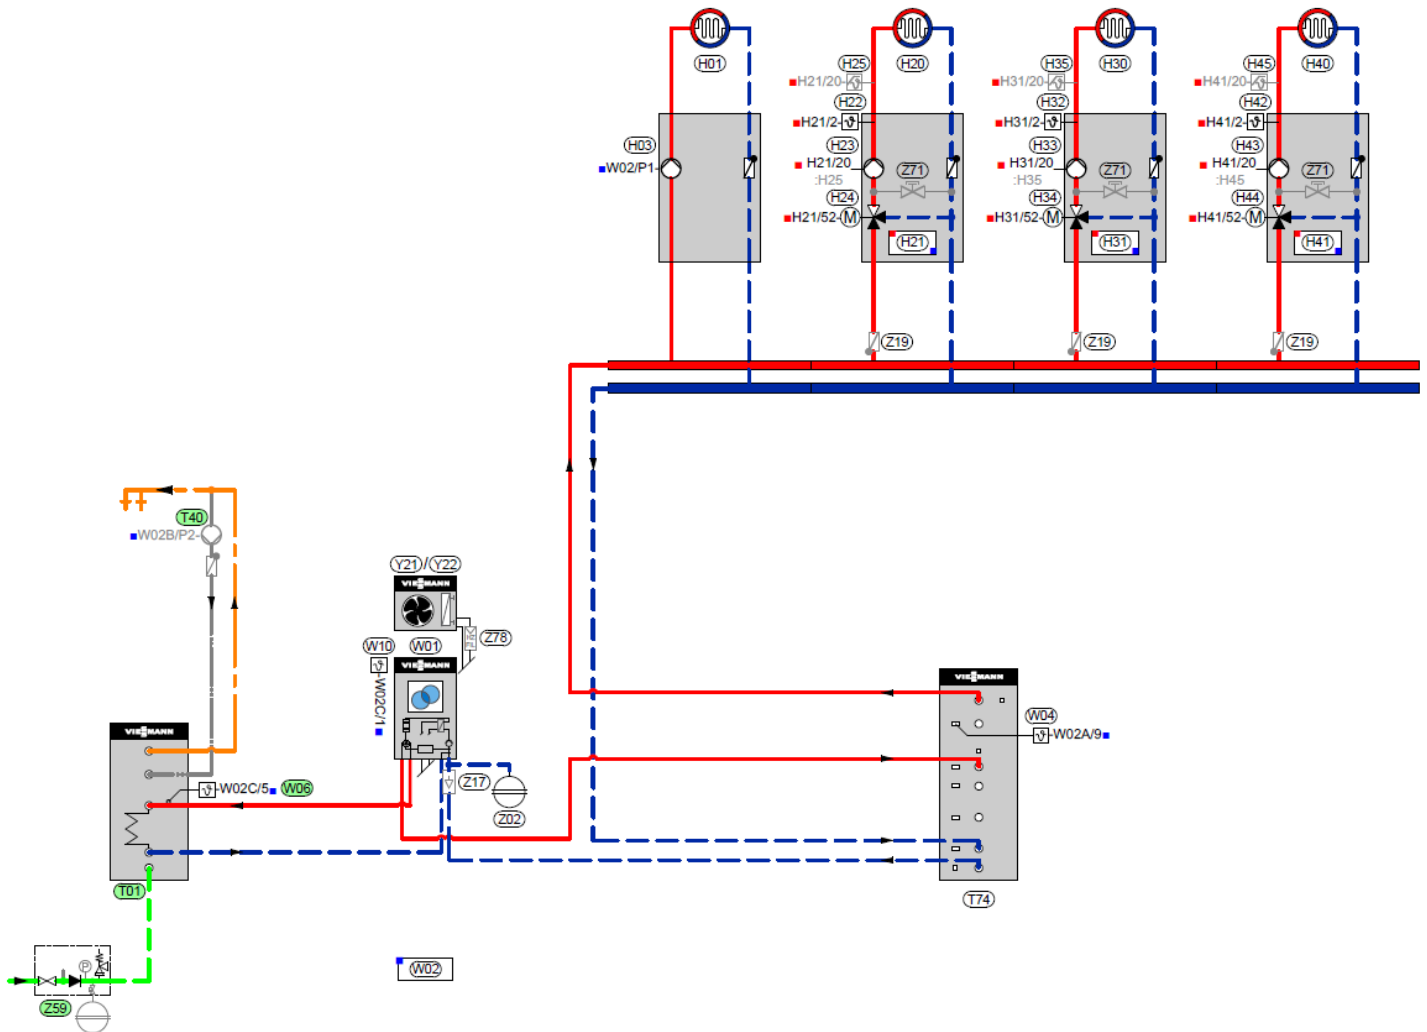 H01
H20
H30
H40
H25
H35
H45
H21/20
H31/20
H41/20
H22
H32
H42
H21/2
H31/2
H41/2
H03
H23
H33
H43
W02/P1
H21/20
Z71
H31/20
Z71
H41/20
Z71
:H25
:H35
:H45
H24
H34
H44
H21/52 M
H31/52 M
H41/52 M
H21
H31
H41
Z19
Z19
Z19
T40
W02B/P2
Y21/Y22
VIESMANN
Z78
W10
W01
VIESMANN
W02C/1
VIESMANN
W04
W02A/9
VIESMANN
W02C/5
W06
Z17
Z02
T01
T74
P
W02
Z59